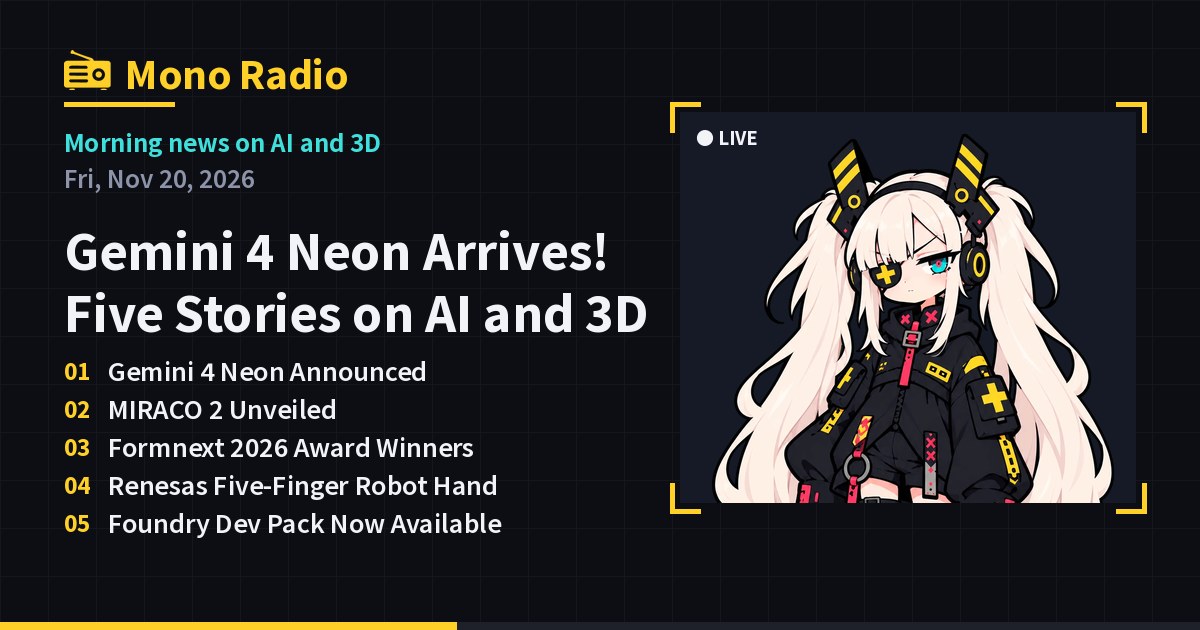 Mono Radio
Morning news on AI and 3D
Fri, Nov 20, 2026
Gemini 4 Neon Arrives!
Five Stories on AI and 3D
01 Gemini 4 Neon Announced
02 MIRACO 2 Unveiled
03 Formnext 2026 Award Winners
04 Renesas Five-Finger Robot Hand
05 Foundry Dev Pack Now Available
LIVE